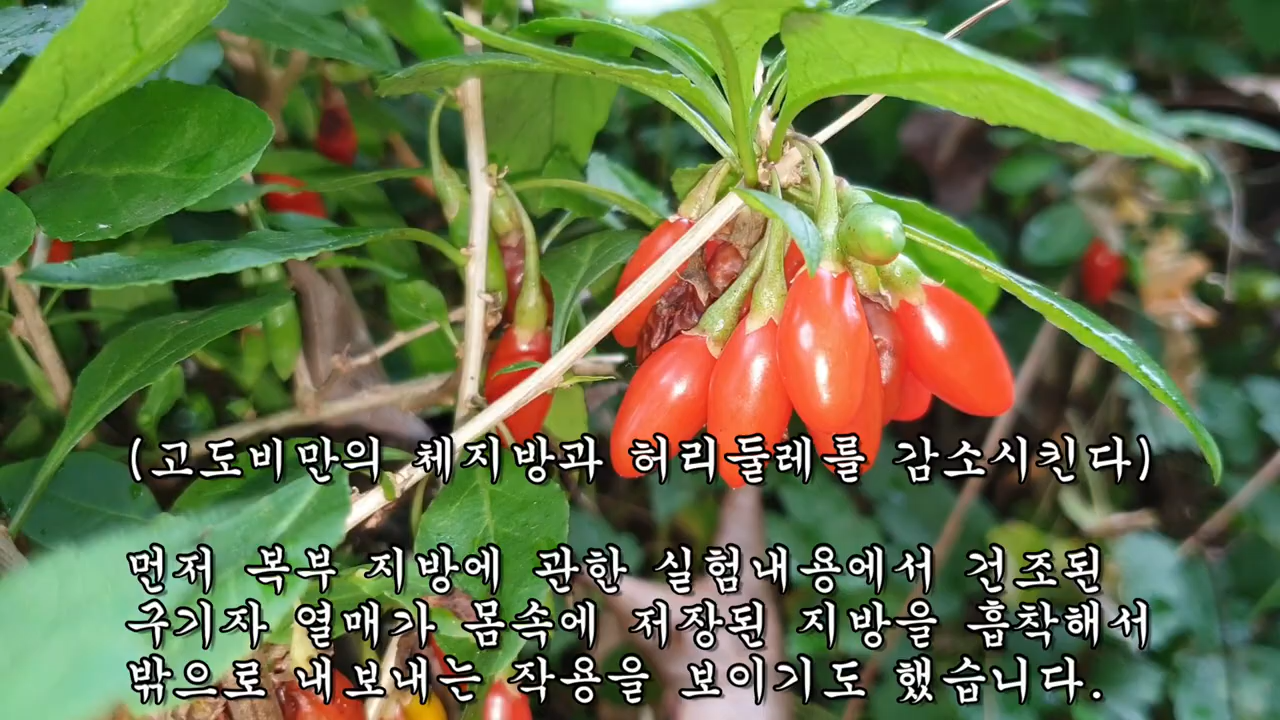 (고도비만의 체지방과 허리둘레를 감소시킨다)
먼저 복부 지방에 관한 실험내용에서 건조된
구기자 열매가 몸속에 저장된 지방을 흡착해서
밖으로 내보내는 작용을 보이기도 했습니다.